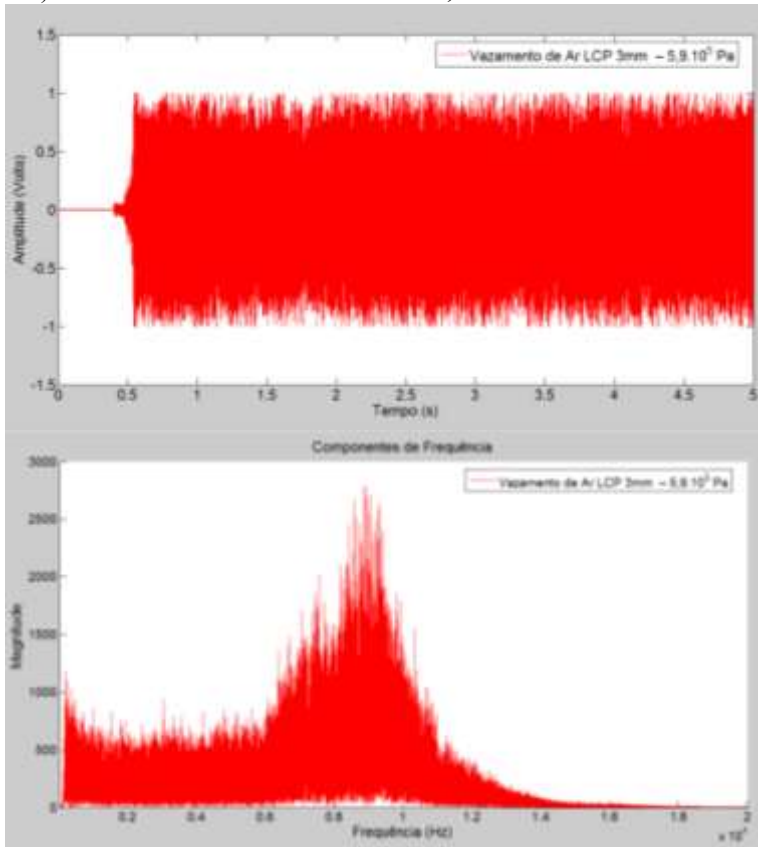 1.5
Vazamento de Ar LCP 3mm – 5,9.10⁵ Pa
1
0.5
0
-0.5
-1
-1.5
Amplitude (Volts)
0 0.5 1 1.5 2 2.5 3 3.5 4 4.5 5
Tempo (s)
Componentes de Frequência
3000
Vazamento de Ar LCP 3mm – 5,9.10⁵ Pa
2500
2000
1500
1000
500
0
Magnitude
0.2 0.4 0.6 0.8 1 1.2 1.4 1.6 1.8 2
Frequência (Hz)